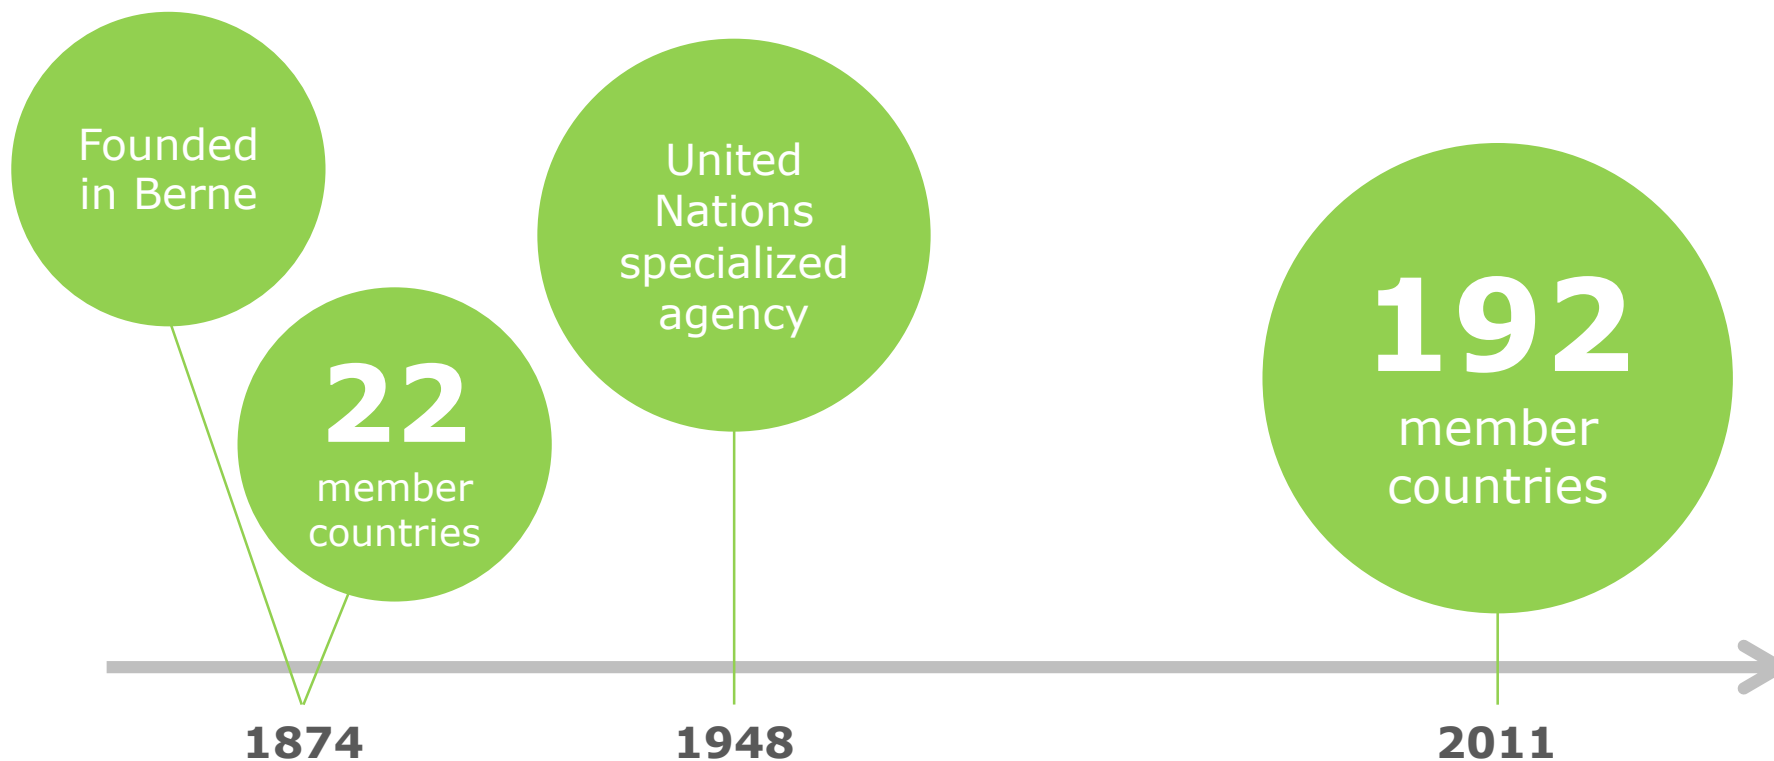 Founded
in Berne
22
member
countries
United
Nations
specialized
agency
192
member
countries
1874
1948
2011